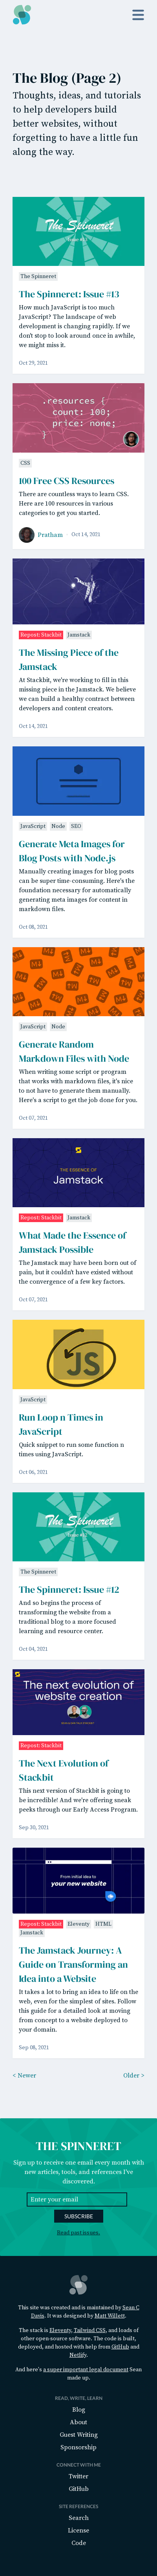 The Blog (Page 2)
Thoughts, ideas, and tutorials
to help developers build
better websites, without
forgetting to have a little fun
along the way.
The Spinneret
The Spinneret
The Spinneret: Issue #13
How much JavaScript is too much
JavaScript? The landscape of web
development is changing rapidly. If we
don't stop to look around once in awhile,
we might miss it.
Oct 29, 2021
.resources {
count: 100;
price: none;
}
CSS
100 Free CSS Resources
There are countless ways to learn CSS.
Here are 100 resources in various
categories to get you started.
Pratham · Oct 14, 2021
Repost: Stackbit Jamstack
The Missing Piece of the
Jamstack
At Stackbit, we're working to fill in this
missing piece in the Jamstack. We believe
we can build a healthy union between
developers and content creators.
Oct 14, 2021
JavaScript Node SEO
Generate Meta Images for
Blog Posts with Node.js
Manually creating images for blog posts
can be super time consuming. Here's the
foundation necessary for automatically
generating meta images for content in
markdown files.
Oct 08, 2021
JavaScript Node
Generate Random
Markdown Files with Node
When writing some script or program
that works with markdown files, it's nice
to not have to generate them manually.
Here's a script to get the job done for you.
Oct 07, 2021
THE ESSENCE OF
Jamstack
Repost: Stackbit Jamstack
What Made the Essence of
Jamstack Possible
The Jamstack may have been born out of
pain, but it couldn't have existed without
the convergence of a few key factors.
Oct 07, 2021
JS
JavaScript
Run Loop n Times in
JavaScript
Quick snippet to run some function n
times using JavaScript.
Oct 06, 2021
The Spinneret
The Spinneret
The Spinneret: Issue #12
And so begins the process of
transforming the website from a
traditional blog to a more focused
learning and resource center.
Oct 04, 2021
The next evolution of
website creation
Repost: Stackbit
The Next Evolution of
Stackbit
This next version of Stackbit is going to
be incredible! And we're offering sneak
peeks through our Early Access Program.
Sep 30, 2021
From initial idea to
your new website
Repost: Stackbit Eleventy HTML
Jamstack
The Jamstack Journey: A
Guide on Transforming an
Idea into a Website
It takes a lot to bring an idea to life on the
web, even for the simplest of sites. Follow
this guide for a detailed look at moving
from concept to a website deployed to
your domain.
Sep 08, 2021
< Newer Older >
THE SPINNERET
Sign up to receive one email every month with
new articles, tools, and references I've
discovered.
Enter your email
SUBSCRIBE
Read past issues.
This site was created and is maintained by Sean C
Davis. It was designed by Matt Willett.
The stack is Eleventy, Tailwind CSS, and loads of
other open source software. The code is built,
deployed, and hosted with help from GitHub and
Netlify.
And here's a super important legal document Sean
made up.
READ, WRITE, LEARN
Blog
About
Guest Writing
Sponsorship
CONNECT WITH ME
Twitter
GitHub
SITE REFERENCES
Search
License
Code